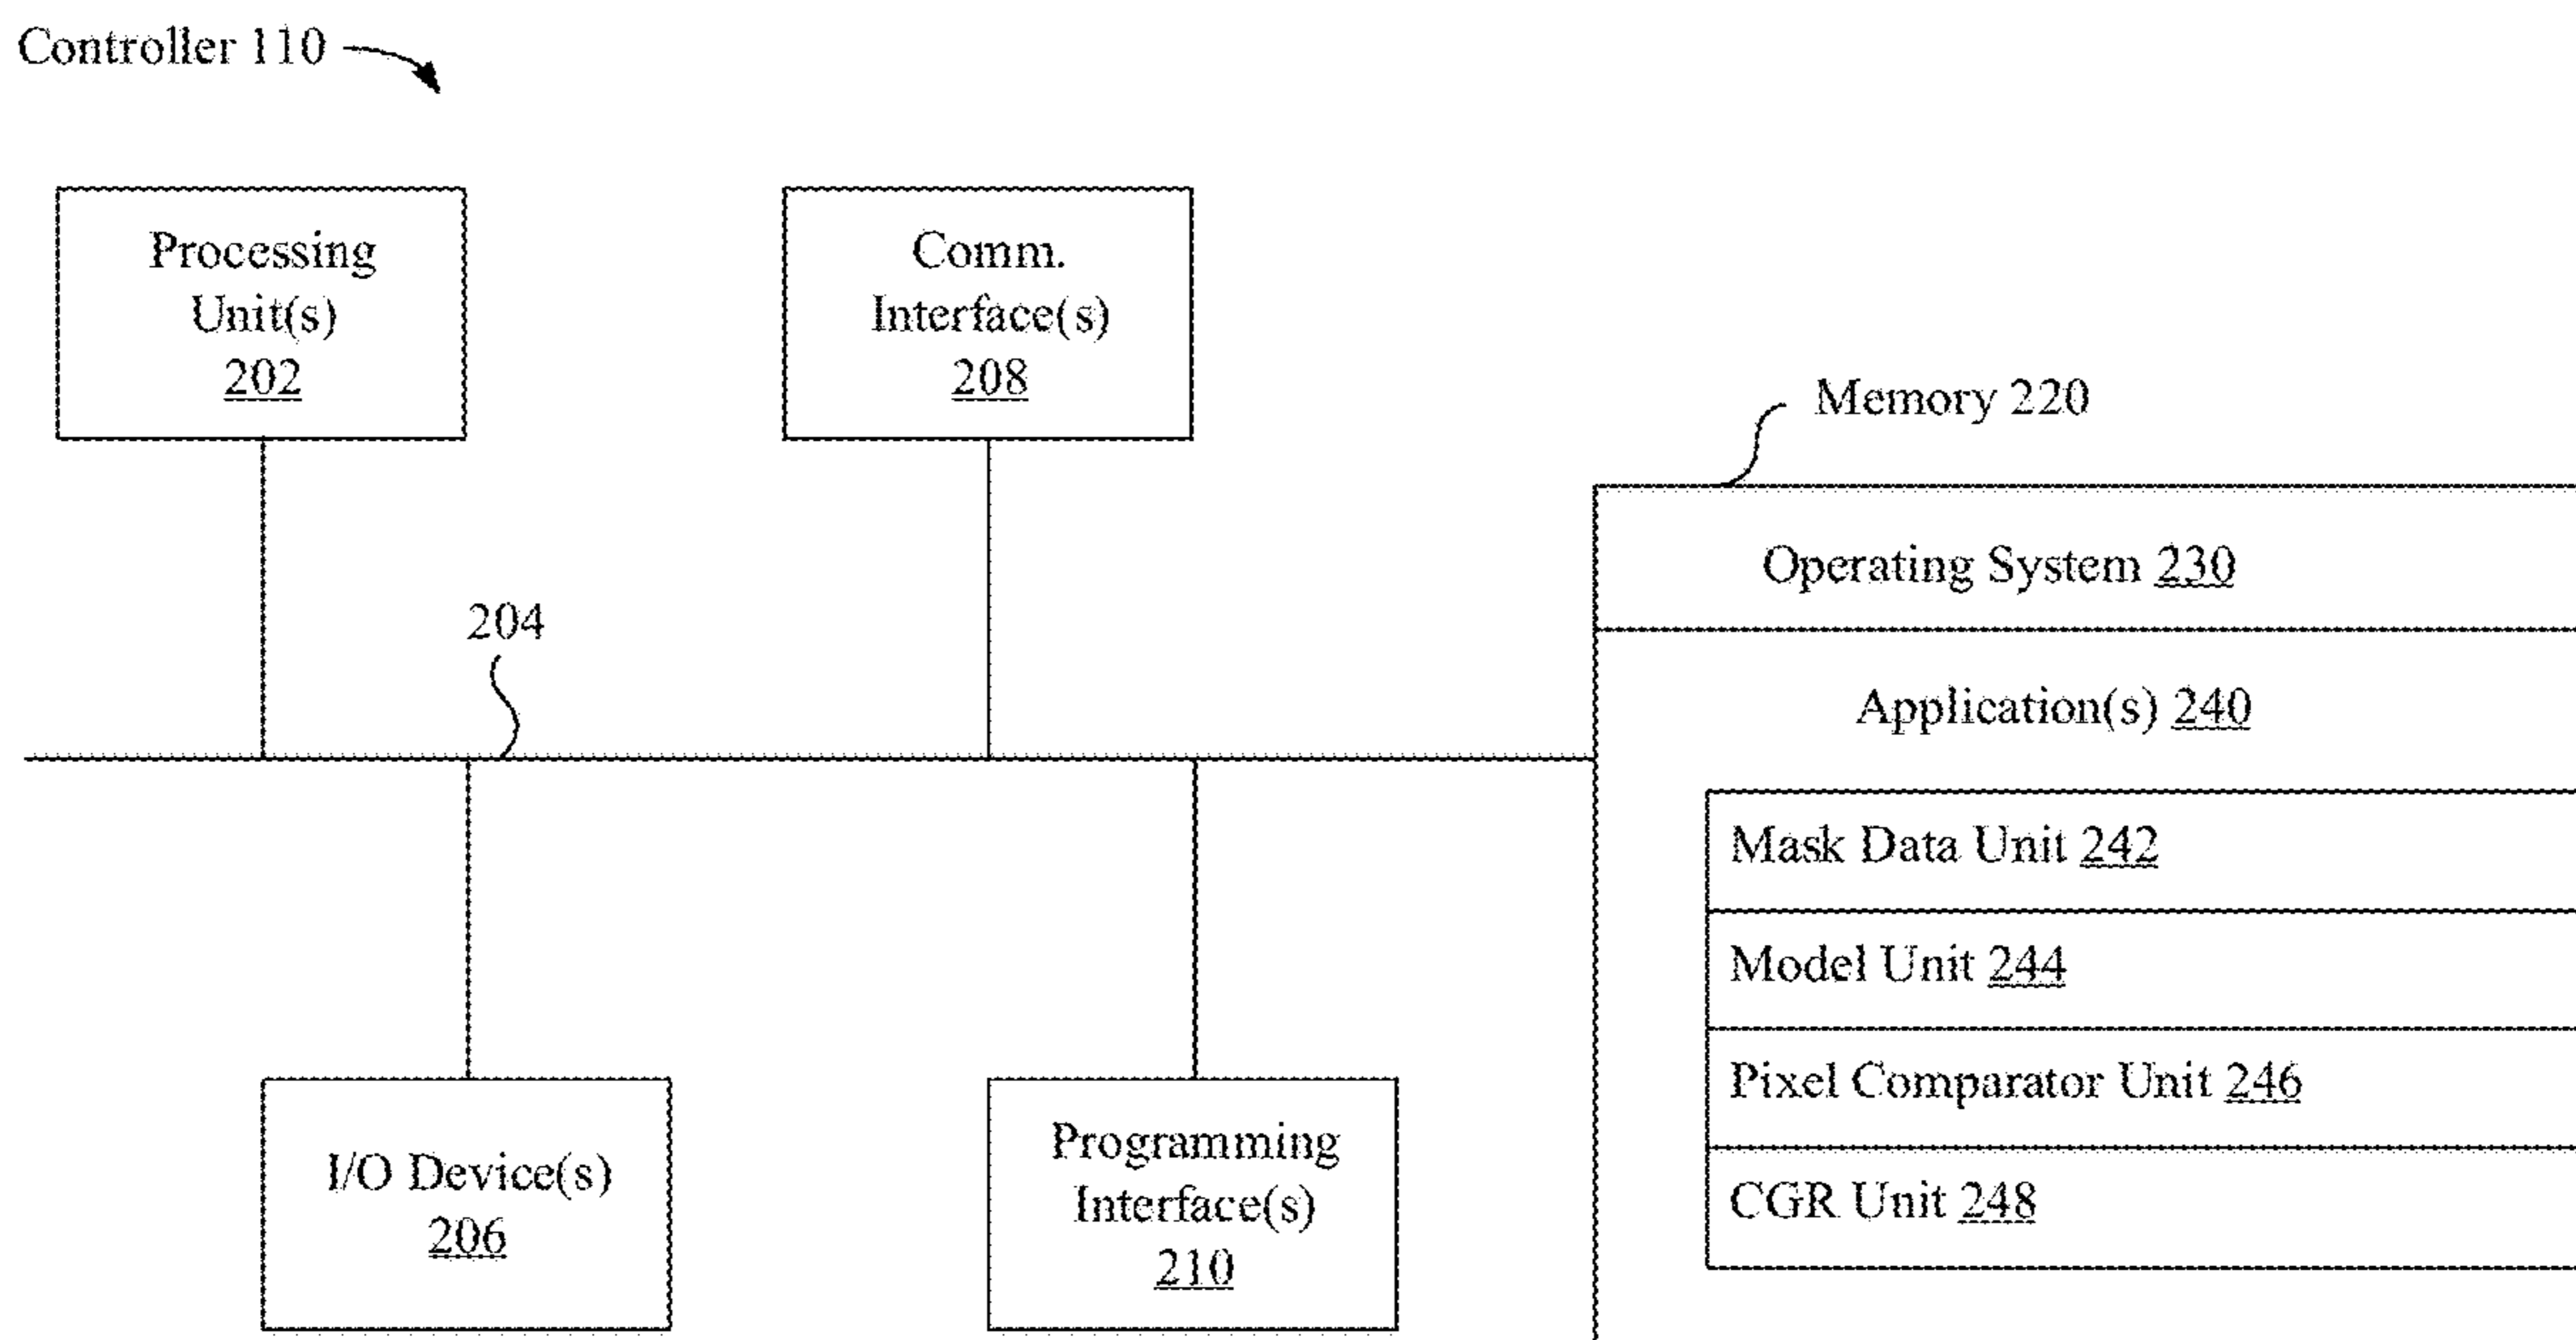 Controller 110
Processing
Unit(s)
202
Comm.
Interface(s)
208
Memory 220
Operating System 230
204
Application(s) 240
Mask Data Unit 242
Model Unit 244
Pixel Comparator Unit 246
CGR Unit 248
I/O Device(s)
206
Programming
Interface(s)
210